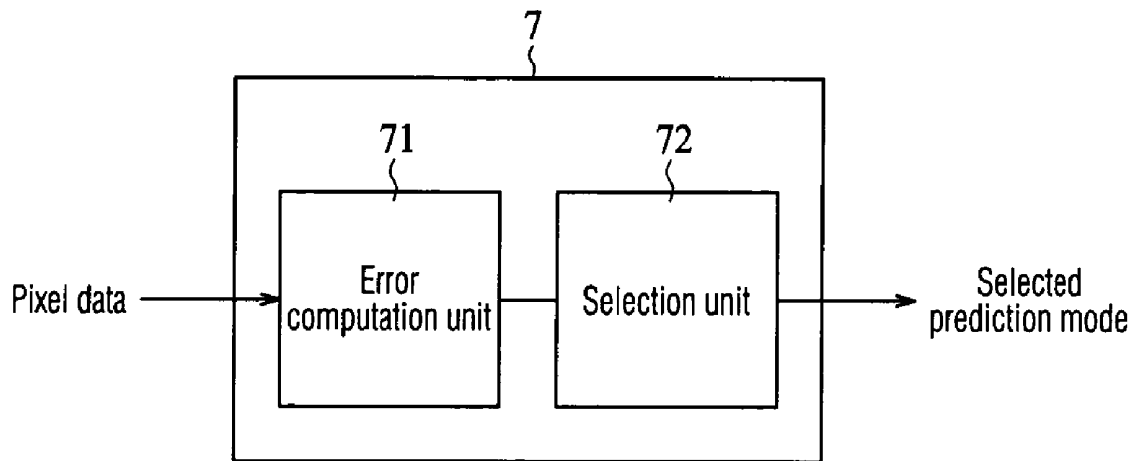 7
71
72
Pixel data
Error
computation unit
Selection unit
Selected
prediction mode